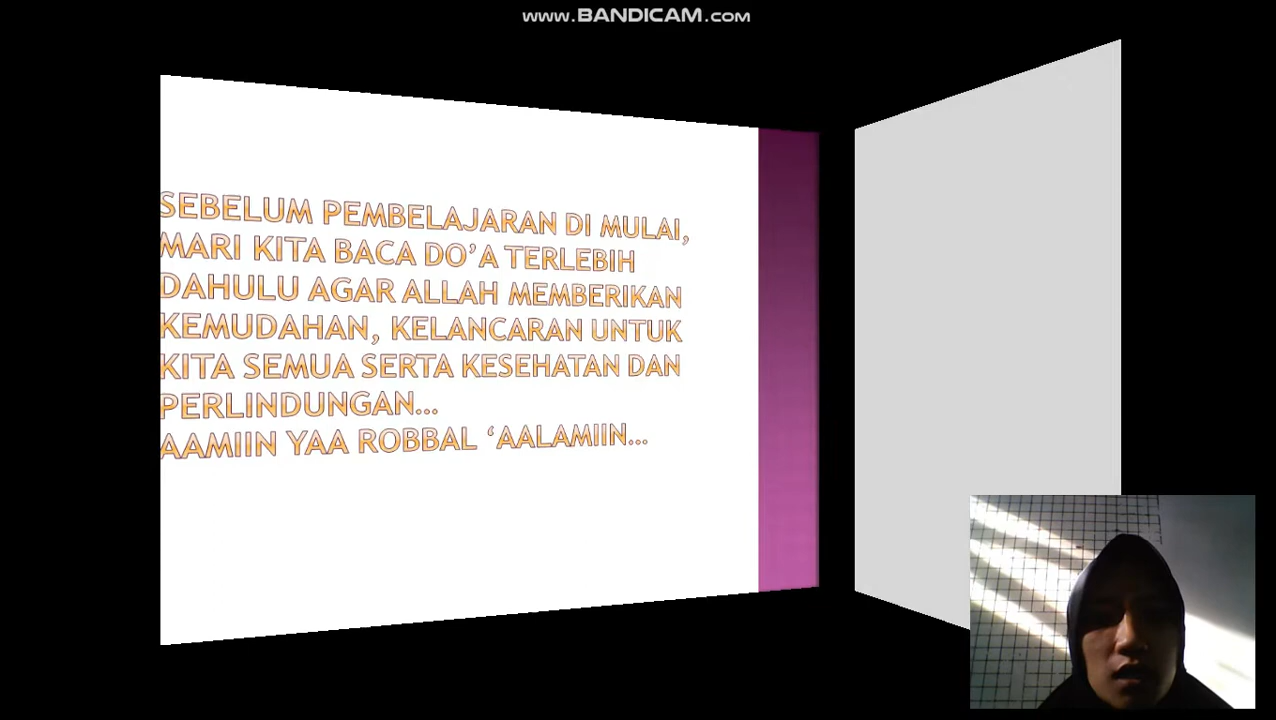 www.BANDICAM.com
SEBELUM PEMBELAJARAN DI MULAI,
MARI KITA BACA DO’A TERLEBIH
DAHULU AGAR ALLAH MEMBERIKAN
KEMUDAHAN, KELANCARAN UNTUK
KITA SEMUA SERTA KESEHATAN DAN
PERLINDUNGAN...
AAMIIN YAA ROBBAL ‘AALAMIIN...